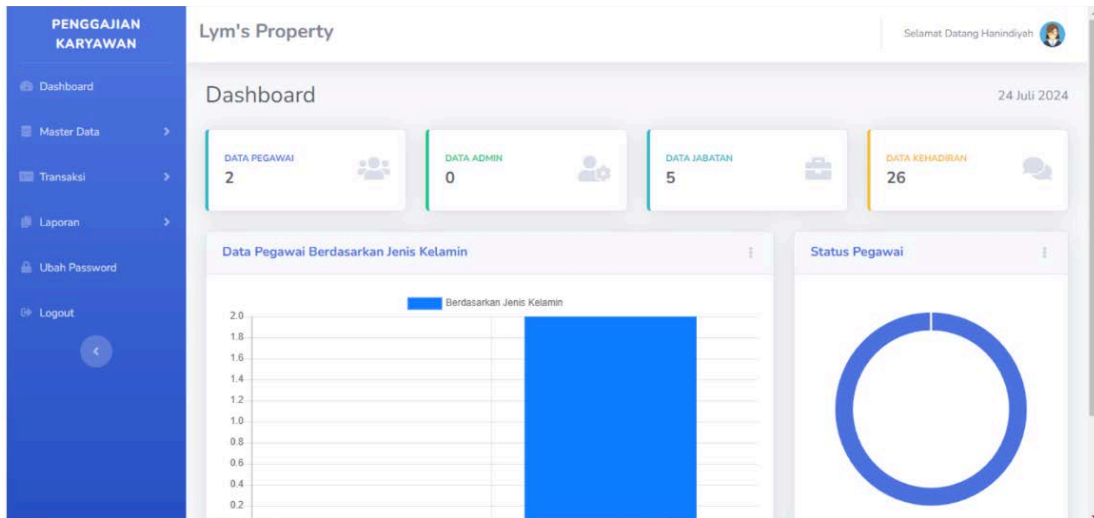 PENGGAJIAN
KARYAWAN
Lym's Property
Selamat Datang Hanindiyah
Dashboard
Master Data
Transaksi
Laporan
Ubah Password
Logout
Dashboard
24 Juli 2024
DATA PEGAWAI
2
DATA ADMIN
0
DATA JABATAN
5
DATA KEHADIRAN
26
Data Pegawai Berdasarkan Jenis Kelamin
Status Pegawai
Berdasarkan Jenis Kelamin
2.0
1.8
1.6
1.4
1.2
1.0
0.8
0.6
0.4
0.2